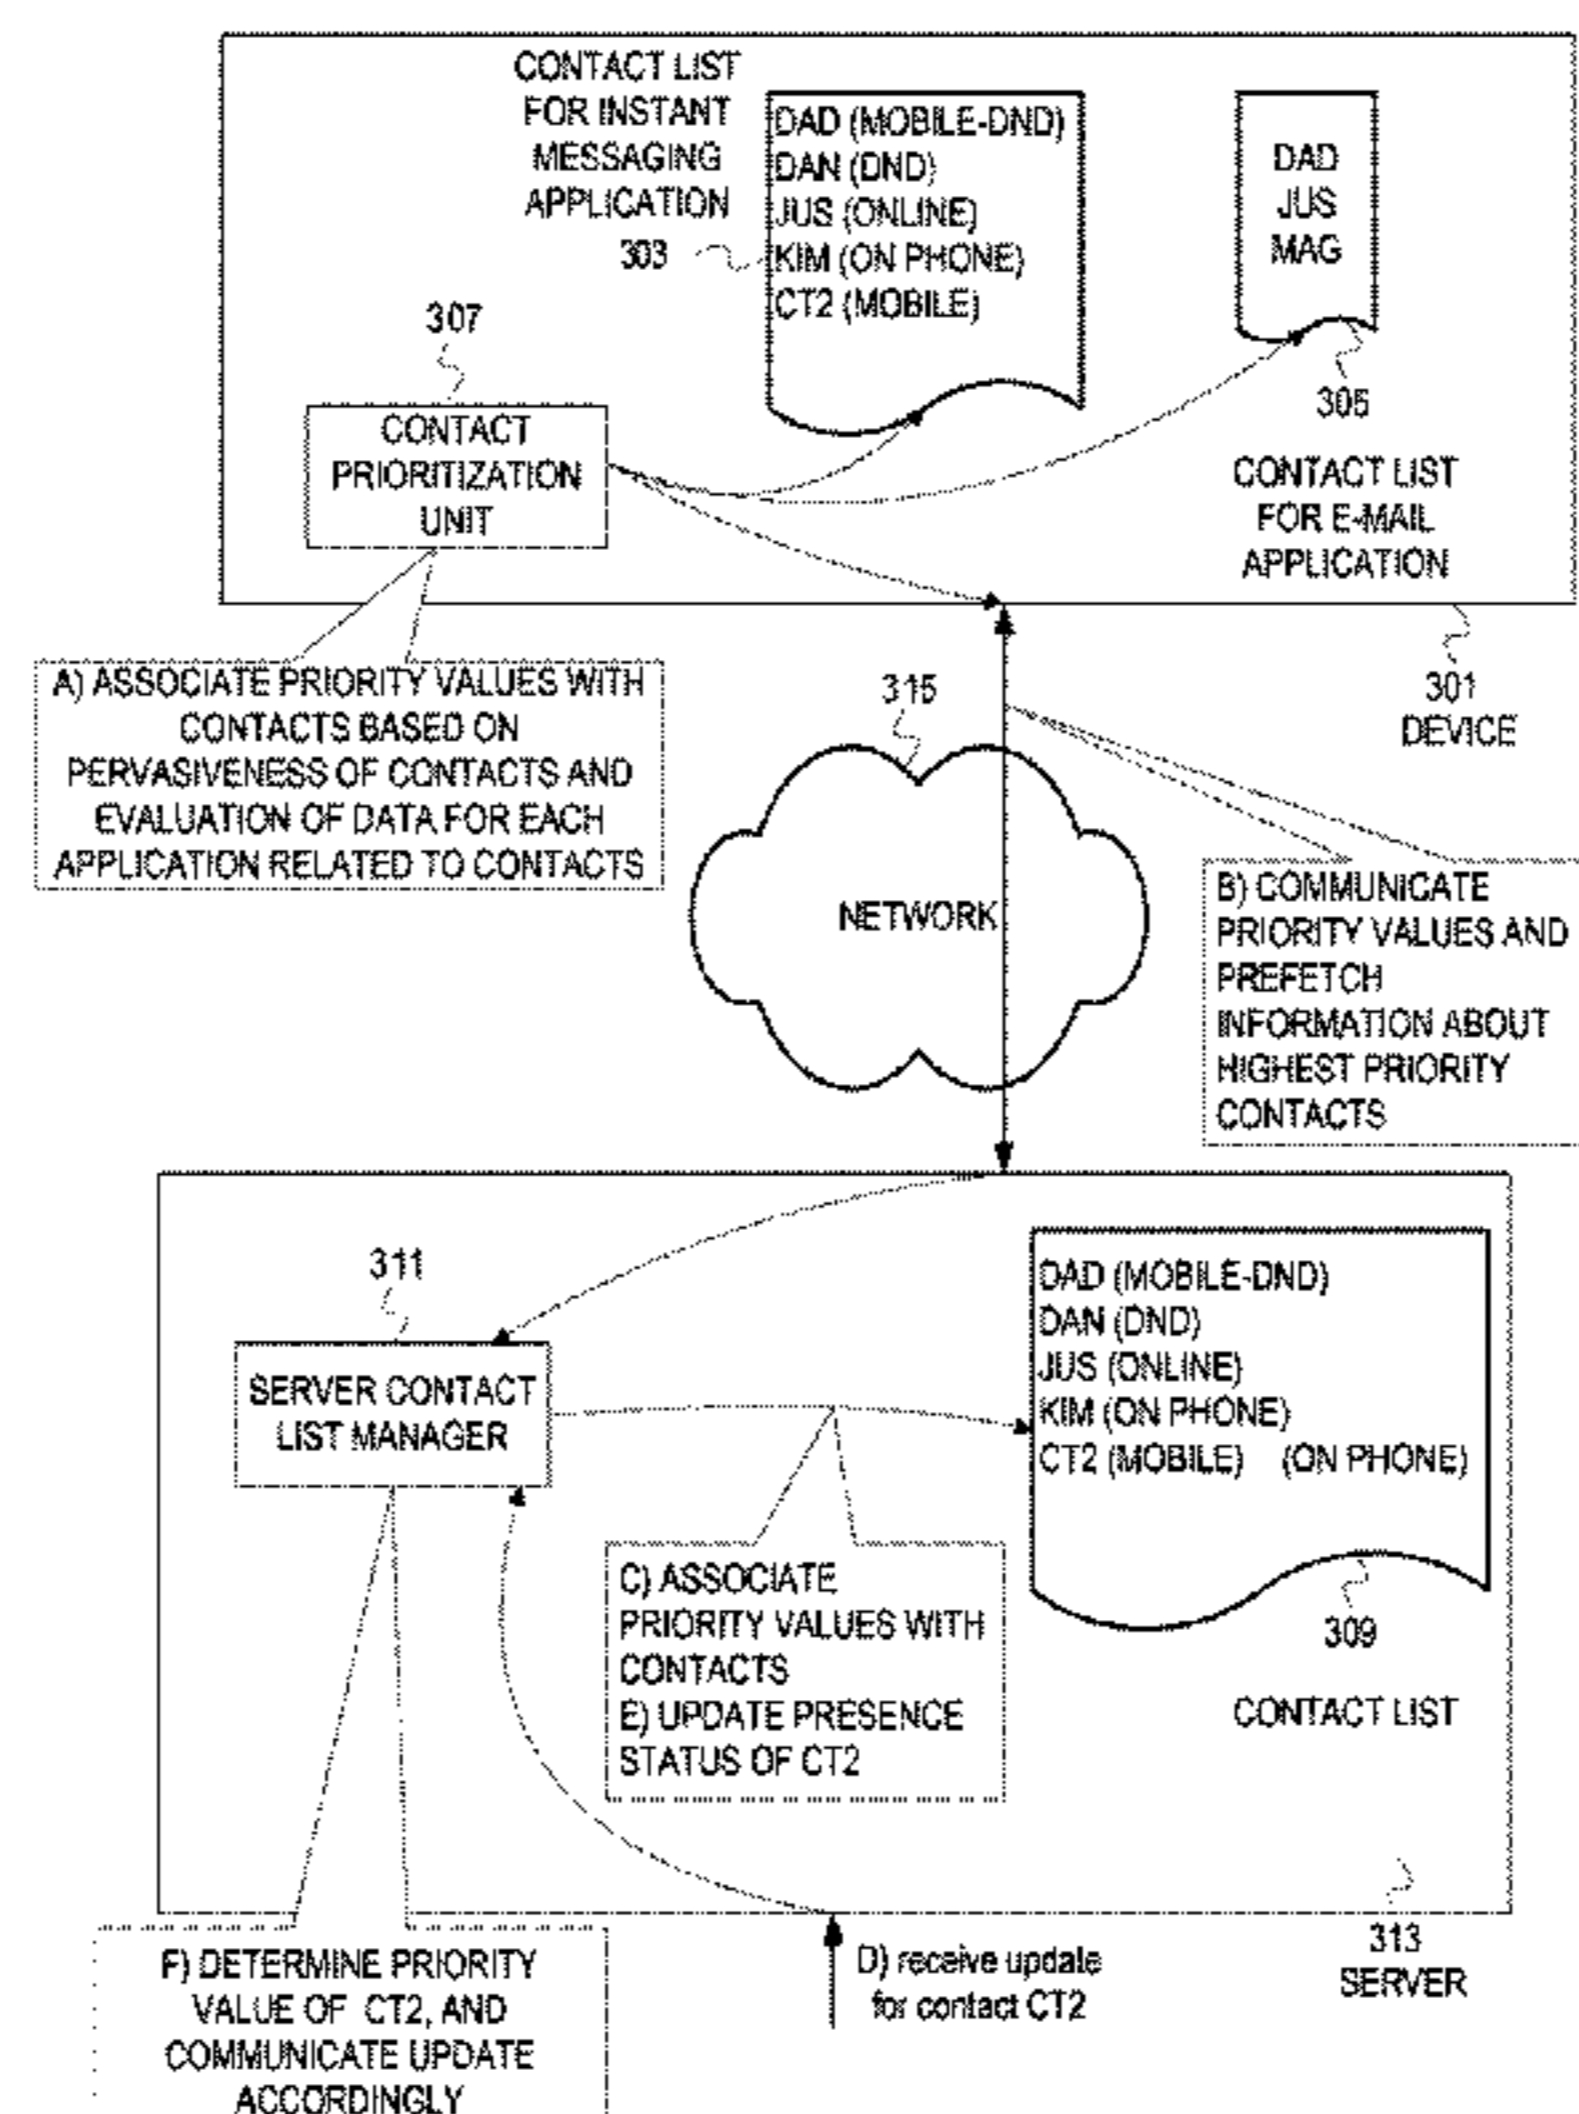 CONTACT LIST
FOR INSTANT
MESSAGING
APPLICATION
303
DAD (MOBILE-DND)
DAN (DND)
JUS (ONLINE)
KIM (ON PHONE)
CT2 (MOBILE)
DAD
JUS
MAG
305
CONTACT LIST
FOR E-MAIL
APPLICATION
307
CONTACT
PRIORITIZATION
UNIT
301
DEVICE
A) ASSOCIATE PRIORITY VALUES WITH
CONTACTS BASED ON
PERVASIVENESS OF CONTACTS AND
EVALUATION OF DATA FOR EACH
APPLICATION RELATED TO CONTACTS
315
NETWORK
B) COMMUNICATE
PRIORITY VALUES AND
PREFETCH
INFORMATION ABOUT
HIGHEST PRIORITY
CONTACTS
311
SERVER CONTACT
LIST MANAGER
DAD (MOBILE-DND)
DAN (DND)
JUS (ONLINE)
KIM (ON PHONE)
CT2 (MOBILE) (ON PHONE)
309
CONTACT LIST
C) ASSOCIATE
PRIORITY VALUES WITH
CONTACTS
E) UPDATE PRESENCE
STATUS OF CT2
313
SERVER
D) receive update
for contact CT2
F) DETERMINE PRIORITY
VALUE OF CT2, AND
COMMUNICATE UPDATE
ACCORDINGLY